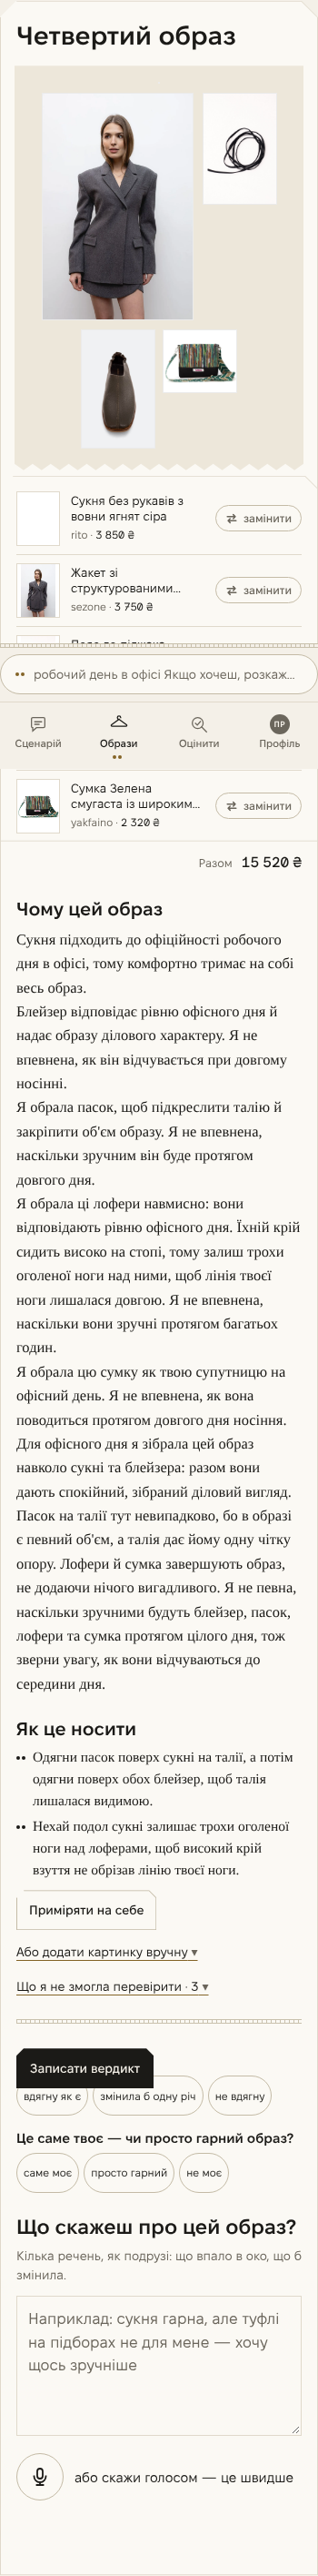 Четвертий образ
Сукня без рукавів з
вовни ягнят сіра
rito · 3 850 ₴
⇄ замінити
Жакет зі
структурованими...
sezone · 3 750 ₴
⇄ замінити
робочий день в офісі Якщо хочеш, розкаж...
Сценарій
Образи
Оцінити
ПР
Профіль
Сумка Зелена
смугаста із широким...
yakfaino · 2 320 ₴
⇄ замінити
Разом 15 520 ₴
Чому цей образ
Сукня підходить до офіційності робочого
дня в офісі, тому комфортно тримає на собі
весь образ.
Блейзер відповідає рівню офісного дня й
надає образу ділового характеру. Я не
впевнена, як він відчувається при довгому
носінні.
Я обрала пасок, щоб підкреслити талію й
закріпити об'єм образу. Я не впевнена,
наскільки зручним він буде протягом
довгого дня.
Я обрала ці лофери навмисно: вони
відповідають рівню офісного дня. Їхній крій
сидить високо на стопі, тому залиш трохи
оголеної ноги над ними, щоб лінія твоєї
ноги лишалася довгою. Я не впевнена,
наскільки вони зручні протягом багатьох
годин.
Я обрала цю сумку як твою супутницю на
офісний день. Я не впевнена, як вона
поводиться протягом довгого дня носіння.
Для офісного дня я зібрала цей образ
навколо сукні та блейзера: разом вони
дають спокійний, зібраний діловий вигляд.
Пасок на талії тут невипадково, бо в образі
є певний об'єм, а талія дає йому одну чітку
опору. Лофери й сумка завершують образ,
не додаючи нічого вигадливого. Я не певна,
наскільки зручними будуть блейзер, пасок,
лофери та сумка протягом цілого дня, тож
зверни увагу, як вони відчуваються до
середини дня.
Як це носити
•• Одягни пасок поверх сукні на талії, а потім
одягни поверх обох блейзер, щоб талія
лишалася видимою.
•• Нехай подол сукні залишає трохи оголеної
ноги над лоферами, щоб високий крій
взуття не обрізав лінію твоєї ноги.
Приміряти на себе
Або додати картинку вручну ▾
Що я не змогла перевірити · 3 ▾
Записати вердикт
вдягну як є
змінила б одну річ
не вдягну
Це саме твоє — чи просто гарний образ?
саме моє
просто гарний
не моє
Що скажеш про цей образ?
Кілька речень, як подрузі: що впало в око, що б
змінила.
Наприклад: сукня гарна, але туфлі
на підборах не для мене — хочу
щось зручніше
або скажи голосом — це швидше